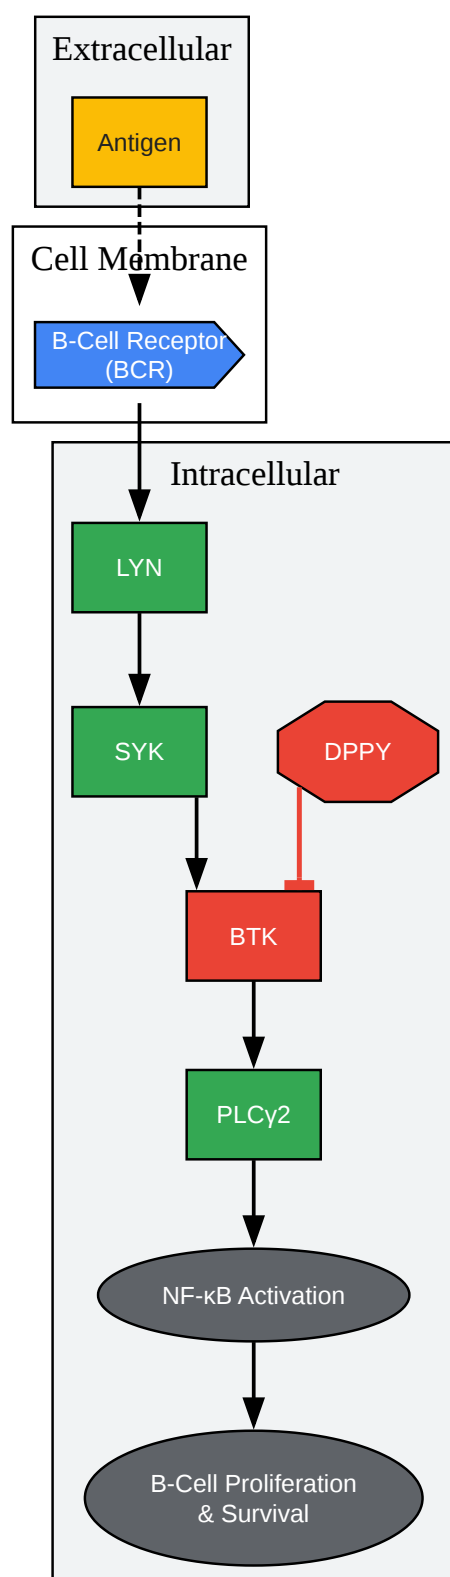 Extracellular
Antigen
Cell Membrane
B-Cell Receptor
(BCR)
Intracellular
LYN
SYK
DPPY
BTK
PLCγ2
NF-κB Activation
B-Cell Proliferation
& Survival